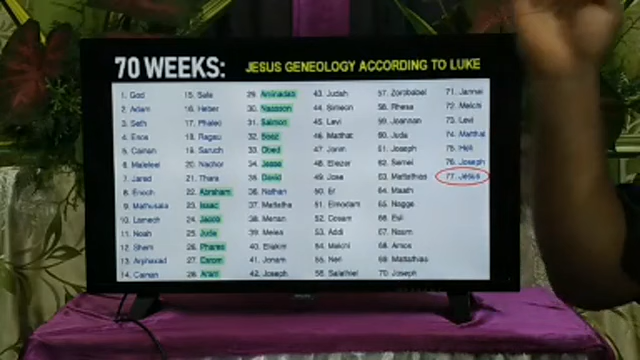 70 WEEKS: JESUS GENEOLOGY ACCORDING TO LUKE
1. God
2. Adam
3. Seth
4. Enos
5. Cainan
6. Maleleel
7. Jared
8. Enoch
9. Mathusala
10. Lamech
11. Noah
12. Shem
13. Arphaxad
14. Cainan
15. Sala
16. Heber
17. Phalec
18. Ragau
19. Saruch
20. Nachor
21. Thara
22. Abraham
23. Isaac
24. Jacob
25. Juda
26. Phares
27. Esrom
28. Aram
29. Aminadab
30. Naasson
31. Salmon
32. Booz
33. Obed
34. Jesse
35. David
36. Nathan
37. Mattatha
38. Menan
39. Melea
40. Eliakim
41. Jonam
42. Joseph
43. Judah
44. Simeon
45. Levi
46. Matthat
47. Jorim
48. Eliezer
49. Jose
50. Er
51. Elmodam
52. Cosam
53. Addi
54. Melchi
55. Neri
56. Salathiel
57. Zorobabel
58. Rhesa
59. Joannan
60. Juda
61. Joseph
62. Semei
63. Mattathias
64. Maath
65. Nagge
66. Esli
67. Naum
68. Amos
69. Mattathias
70. Joseph
71. Jannai
72. Melchi
73. Levi
74. Matthat
75. Heli
76. Joseph
77. Jesus